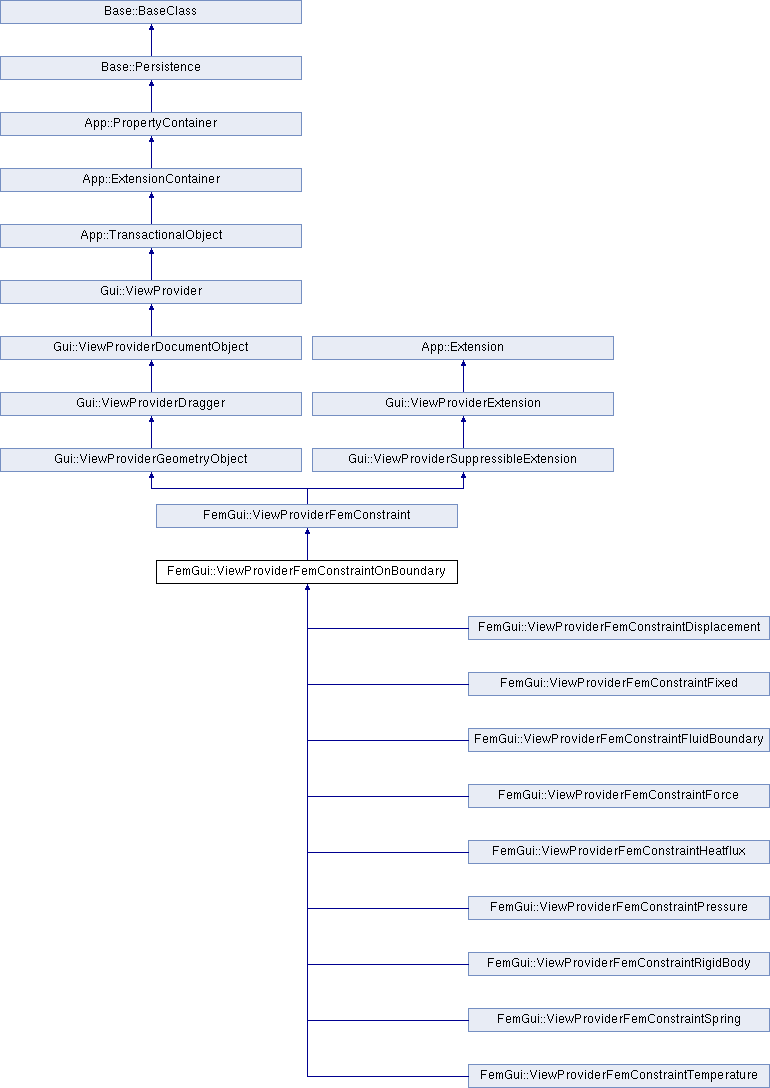 Base::BaseClass
Base::Persistence
App::PropertyContainer
App::ExtensionContainer
App::TransactionalObject
Gui::ViewProvider
Gui::ViewProviderDocumentObject
App::Extension
Gui::ViewProviderDragger
Gui::ViewProviderExtension
Gui::ViewProviderGeometryObject
Gui::ViewProviderSuppressibleExtension
FemGui::ViewProviderFemConstraint
FemGui::ViewProviderFemConstraintOnBoundary
FemGui::ViewProviderFemConstraintDisplacement
FemGui::ViewProviderFemConstraintFixed
FemGui::ViewProviderFemConstraintFluidBoundary
FemGui::ViewProviderFemConstraintForce
FemGui::ViewProviderFemConstraintHeatflux
FemGui::ViewProviderFemConstraintPressure
FemGui::ViewProviderFemConstraintRigidBody
FemGui::ViewProviderFemConstraintSpring
FemGui::ViewProviderFemConstraintTemperature